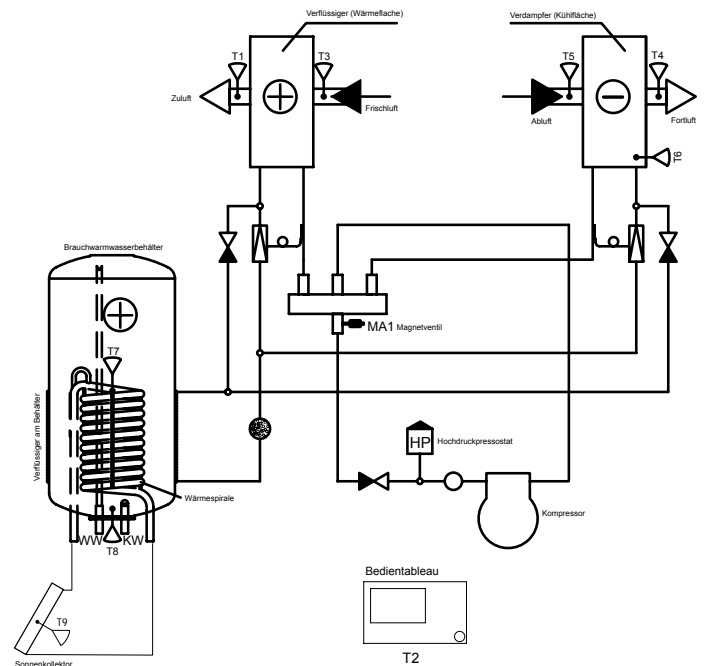 Verflüssiger (Wärmeflache)
Verdampfer (Kühlfläche)
T1
T3
T5
T4
Zuluft
Frischluft
Abluft
Fortluft
T6
Brauchwarmwasserbehälter
MA1 Magnetventil
T7
Verflüssiger am Behälter
HP
Hochdruckpressostat
Wärmespirale
Kompressor
WW
KW
T8
Bedientableau
T9
T2
Sonnenkollektor